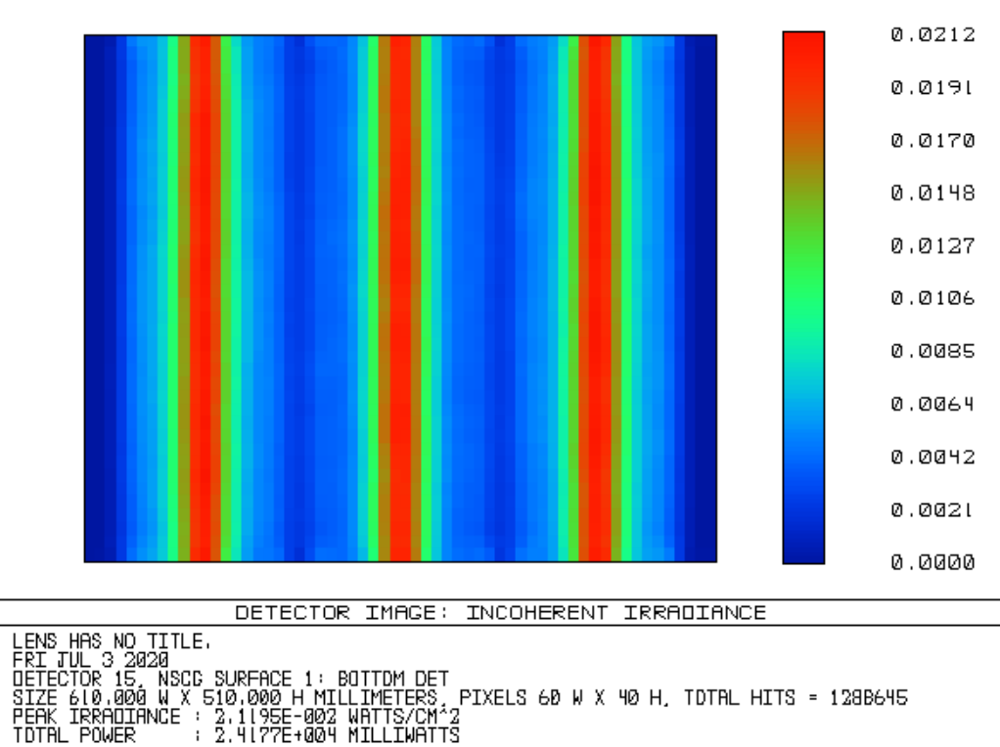 0.0212
0.0191
0.0170
0.0148
0.0127
0.0106
0.0085
0.0064
0.0042
0.0021
0.0000
DETECTOR IMAGE: INCOHERENT IRRADIANCE
LENS HAS NO TITLE.
FRI JUL 3 2020
DETECTOR 15, NSCG SURFACE 1: BOTTOM DET
SIZE 610.000 W X 510.000 H MILLIMETERS, PIXELS 60 W X 40 H, TOTAL HITS = 1288645
PEAK IRRADIANCE : 2.1195E-002 WATTS/CM^2
TOTAL POWER : 2.4177E+004 MILLIWATTS